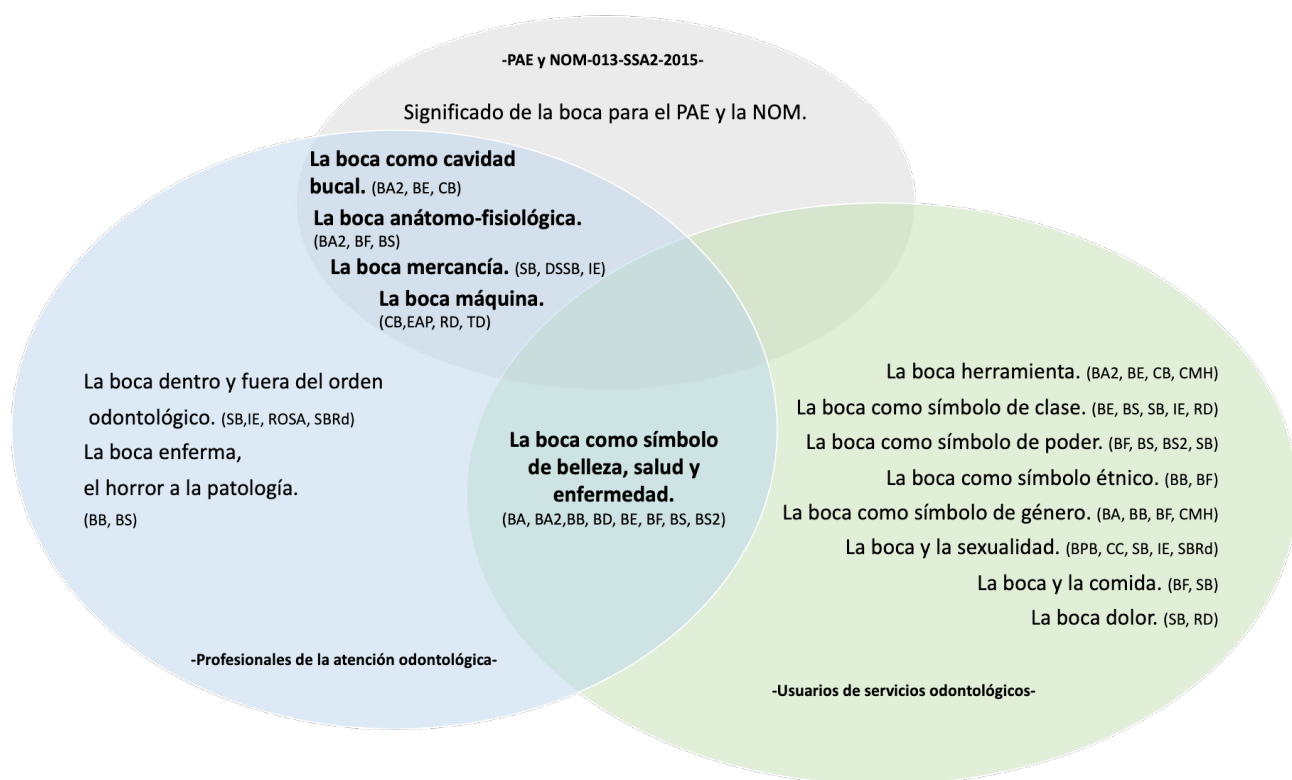 -PAE y NOM-013-SSA2-2015-
Significado de la boca para el PAE y la NOM.
La boca como cavidad
bucal. (BA2, BE, CB)
La boca anátomo-fisiológica.
(BA2, BF, BS)
La boca mercancía. (SB, DSSB, IE)
La boca máquina.
(CB,EAP, RD, TD)
La boca dentro y fuera del orden
odontológico. (SB,IE, ROSA, SBRd)
La boca enferma,
el horror a la patología.
(BB, BS)
-Profesionales de la atención odontológica-
La boca como símbolo
de belleza, salud y
enfermedad.
(BA, BA2,BB, BD, BE, BF, BS, BS2)
La boca herramienta. (BA2, BE, CB, CMH)
La boca como símbolo de clase. (BE, BS, SB, IE, RD)
La boca como símbolo de poder. (BF, BS, BS2, SB)
La boca como símbolo étnico. (BB, BF)
La boca como símbolo de género. (BA, BB, BF, CMH)
La boca y la sexualidad. (BPB, CC, SB, IE, SBRd)
La boca y la comida. (BF, SB)
La boca dolor. (SB, RD)
-Usuarios de servicios odontológicos-